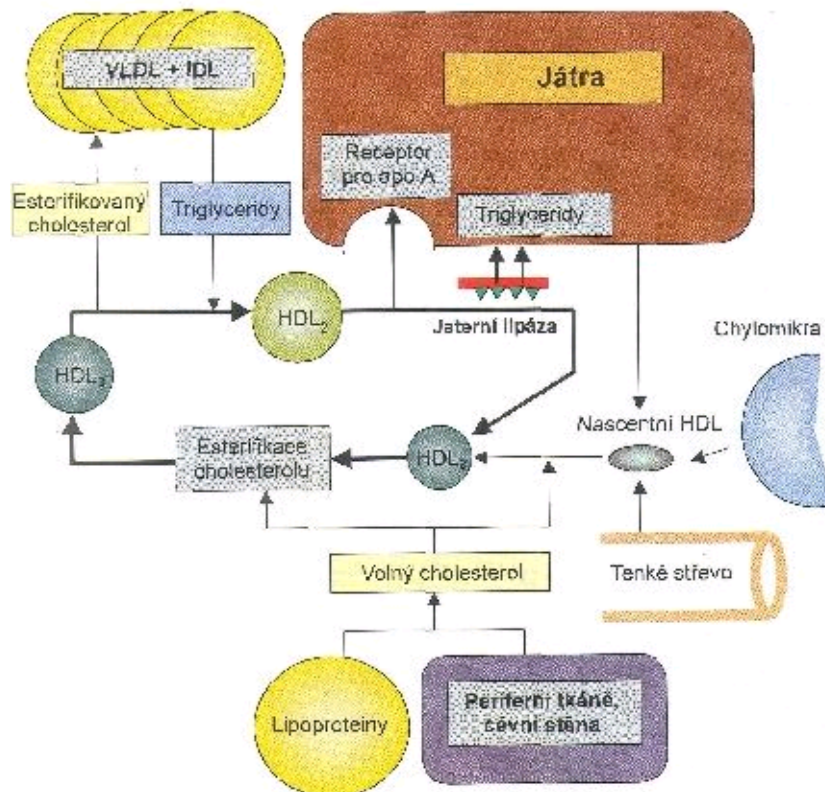 VLDL + IDL
Játra
Receptor
pro apo A
Esterifikovaný
cholesterol
Triglyceridy
Triglyceridy
HDL2
Jaterní lipáza
Chylomikra
HDL3
Nascentní HDL
Esterifikace
cholesterolu
HDL3
Volný cholesterol
Tenké střevo
Lipoproteiny
Periferní tkáně,
cévní stěna